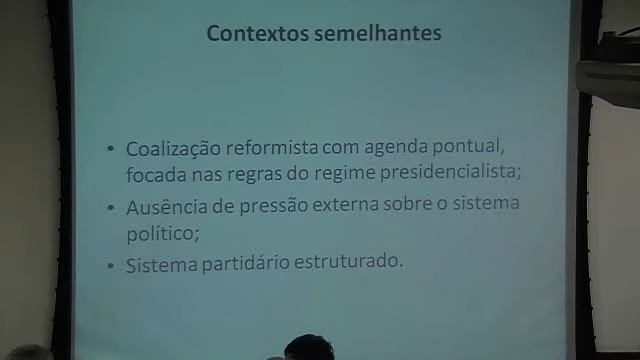 Contextos semelhantes
• Coalização reformista com agenda pontual,
focada nas regras do regime presidencialista;
• Ausência de pressão externa sobre o sistema
político;
• Sistema partidário estruturado.